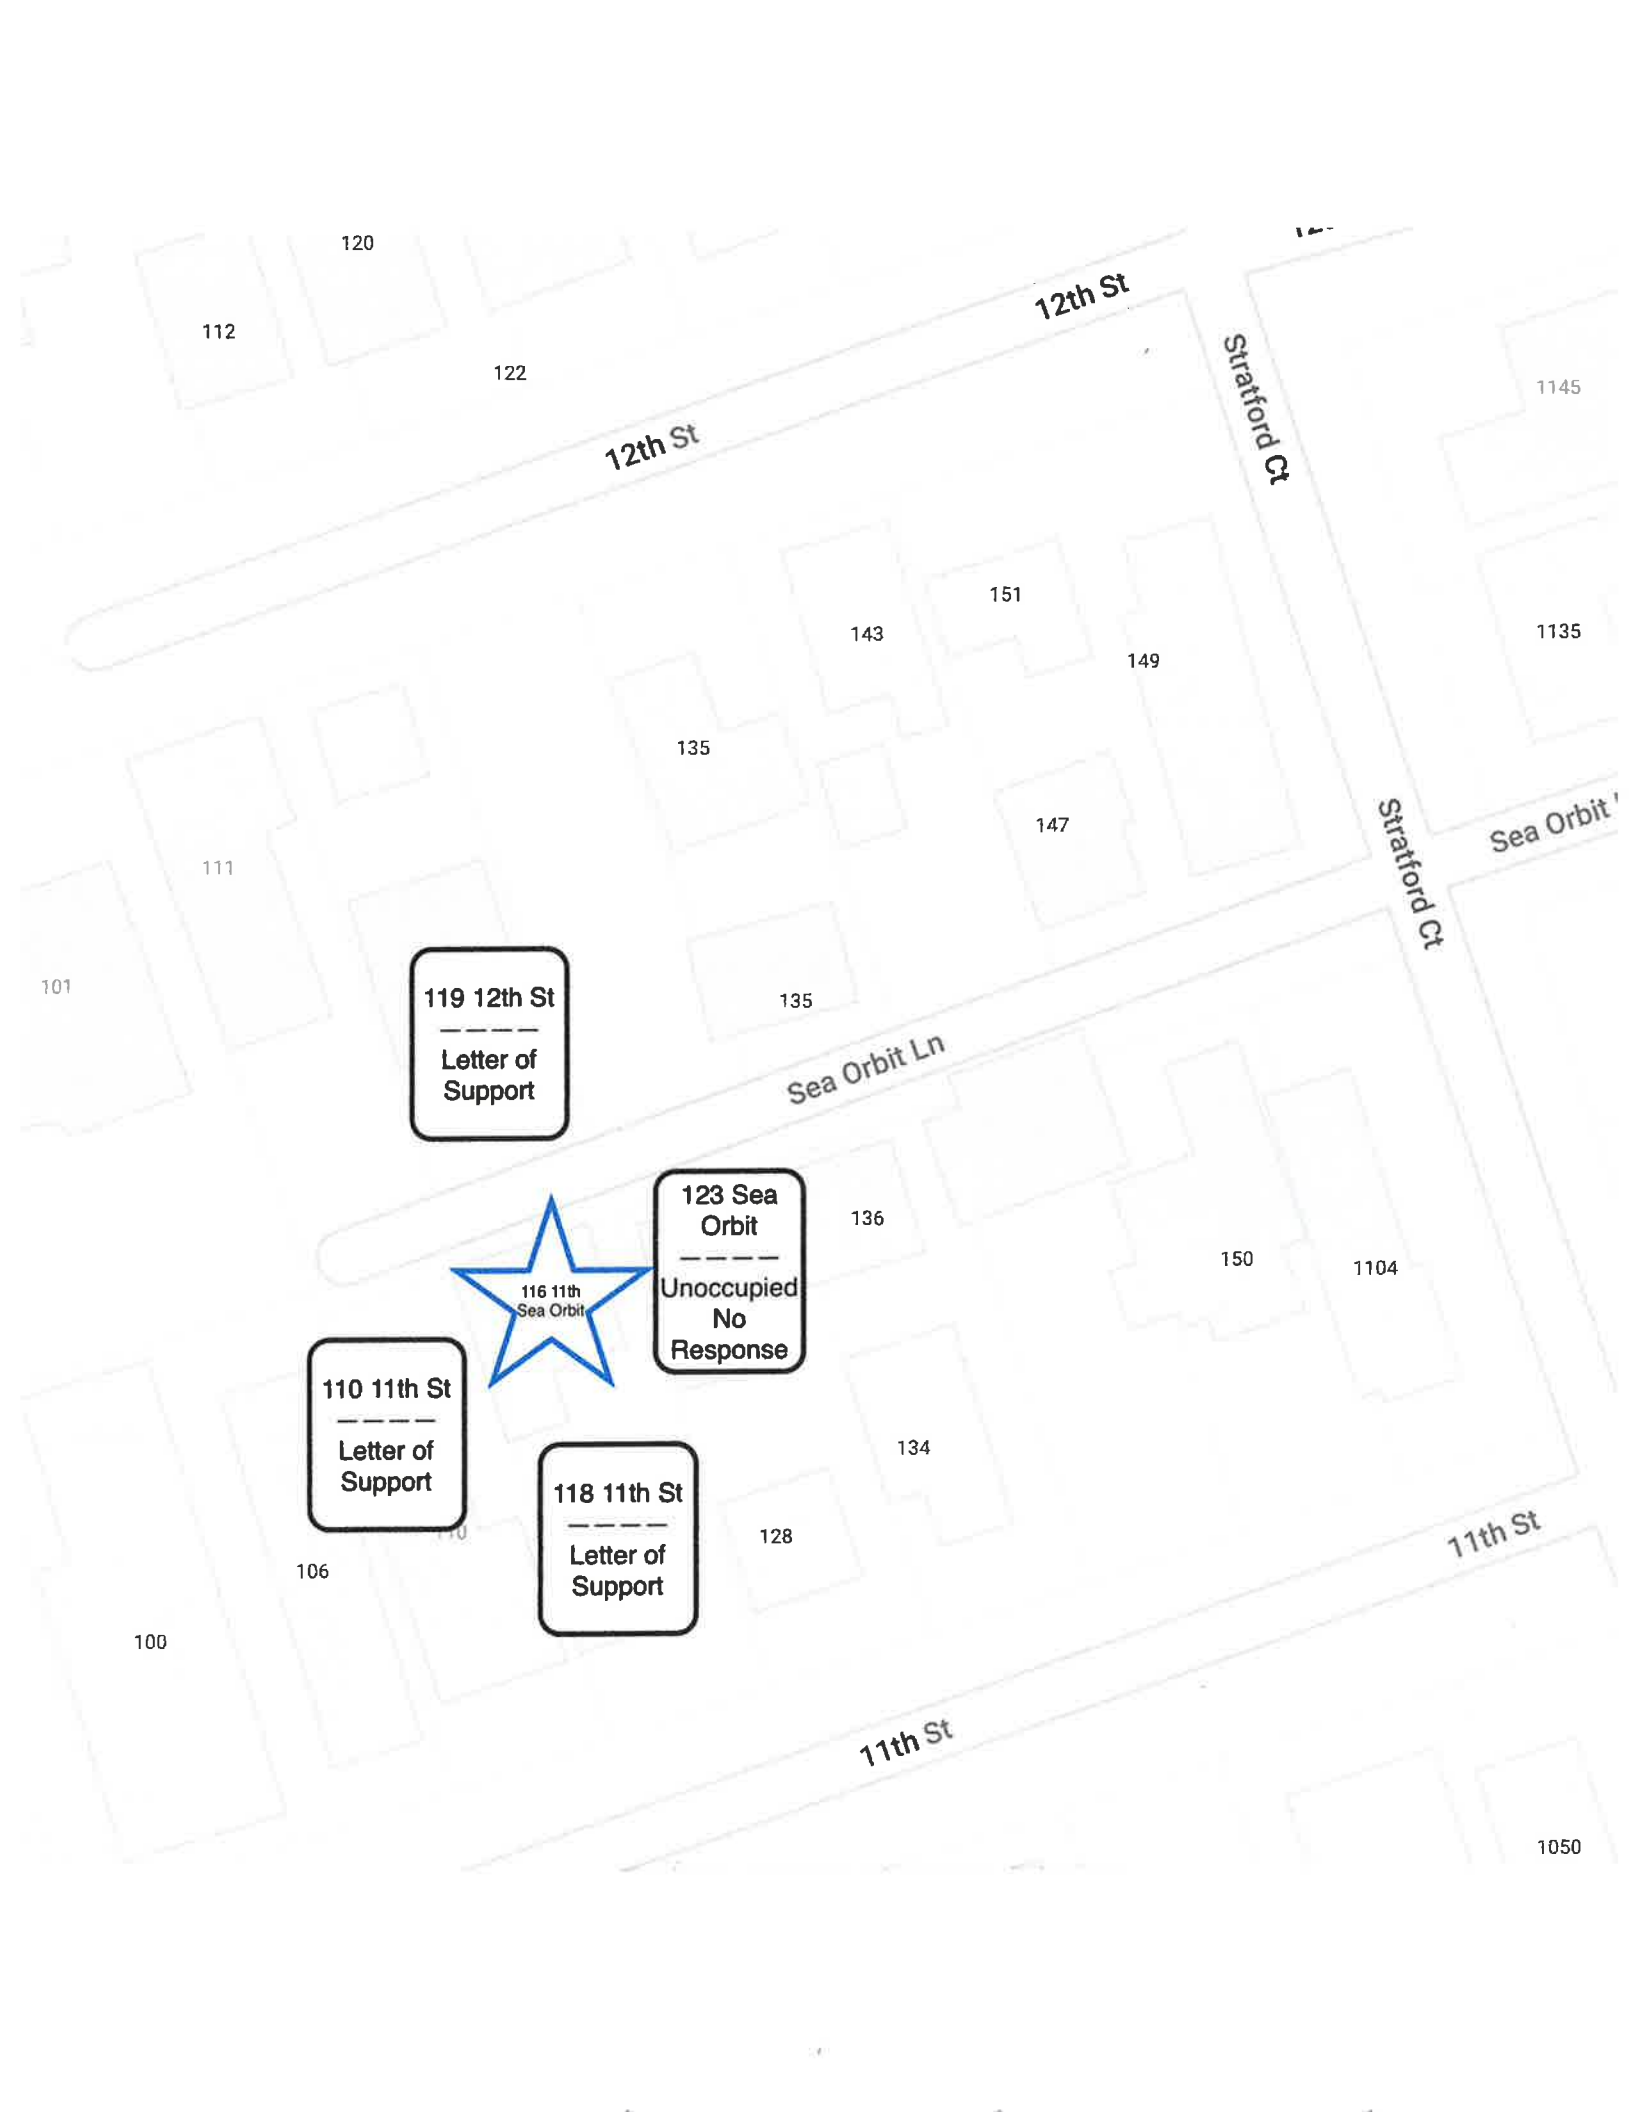 120
112
122
12th St
12th St
Stratford Ct
1145
151
143
149
1135
135
147
Stratford Ct
Sea Orbit
111
101
119 12th St
Letter of
Support
135
Sea Orbit Ln
123 Sea
Orbit
Unoccupied
No
Response
136
150
1104
116 11th
Sea Orbit
110 11th St
Letter of
Support
118 11th St
Letter of
Support
134
128
106
100
11th St
11th St
1050